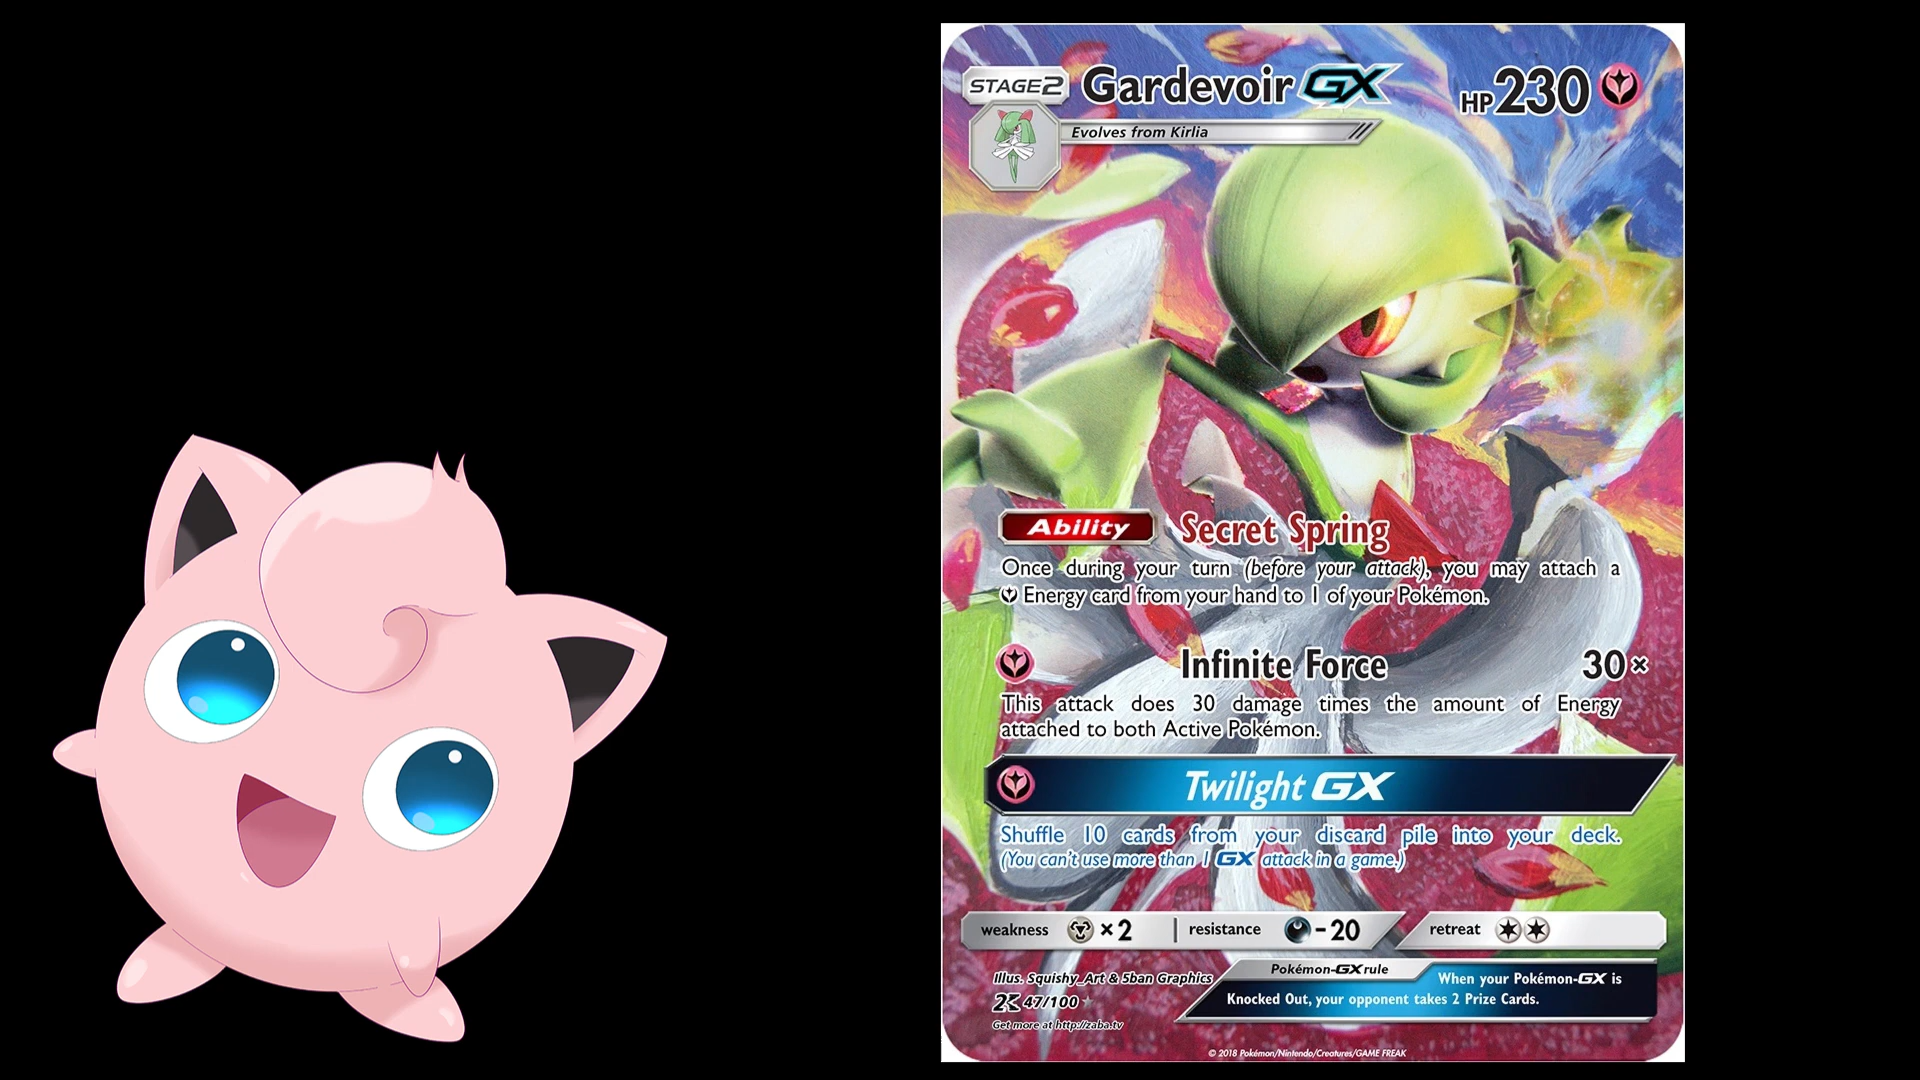 STAGE2 Gardevoir GX HP230
Evolves from Kirlia
Ability Secret Spring
Once during your turn (before your attack), you may attach a
Energy card from your hand to 1 of your Pokémon.
Infinite Force 30×
This attack does 30 damage times the amount of Energy
attached to both Active Pokémon.
Twilight GX
Shuffle 10 cards from your discard pile into your deck.
(You can't use more than 1 GX attack in a game.)
weakness ×2 resistance -20 retreat
Illus. Squishy_Art & 5ban Graphics
47/100
Get more at http://zaba.tv
Pokémon-GX rule
When your Pokémon-GX is
Knocked Out, your opponent takes 2 Prize Cards.
© 2018 Pokémon/Nintendo/Creatures/GAME FREAK